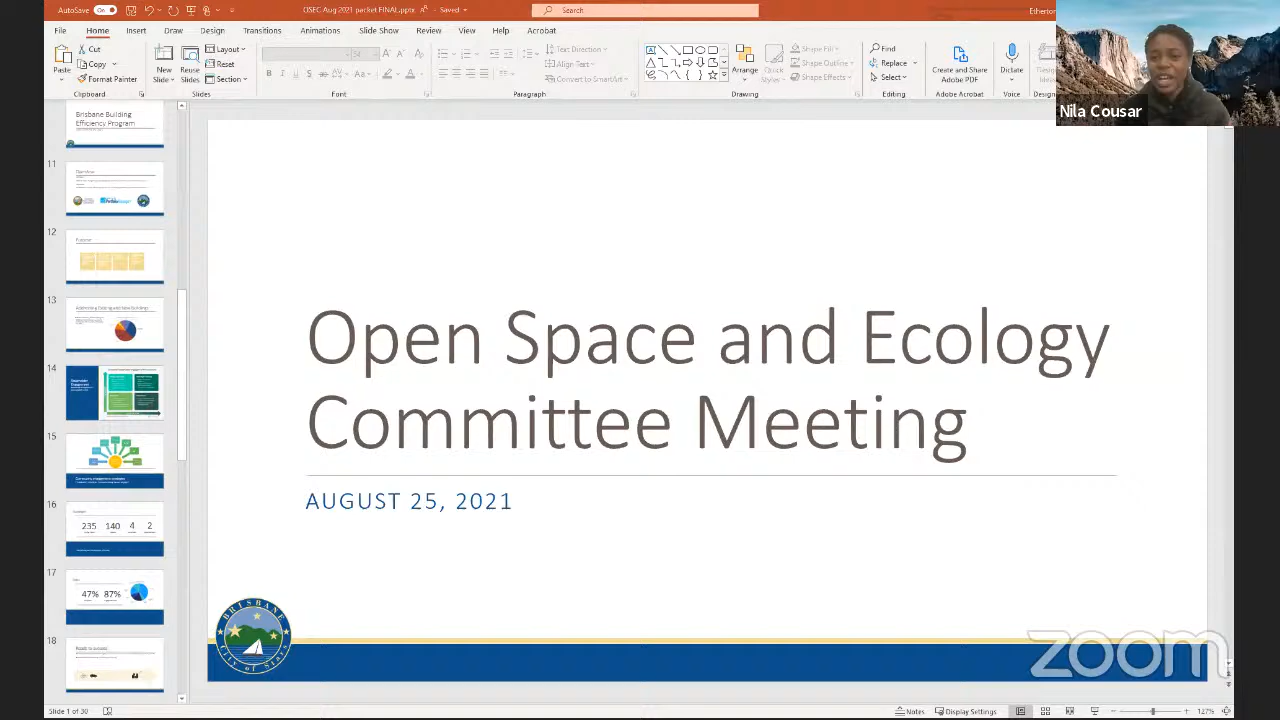 AutoSave On OSEC Aug 2021 packet FINAL.pptx - Saved Search
File Home Insert Draw Design Transitions Animations Slide Show Review View Help Acrobat
Paste Cut Copy Format Painter Clipboard
New Slide Reuse Slides Layout Reset Section Slides
Font
Text Direction Align Text Convert to SmartArt Paragraph
Arrange Quick Styles Shape Fill Shape Outline Shape Effects Drawing
Find Replace Select Editing
Create and Share Adobe PDF Adobe Acrobat
Dictate Voice
Nila Cousar
Brisbane Building
Efficiency Program
11
12
13
14
15
16
235 140 4 2
17
47% 87%
18
Open Space and Ecology
Committee Meeting
AUGUST 25, 2021
BRISBANE
zoom
Slide 1 of 30 Notes Display Settings 127%